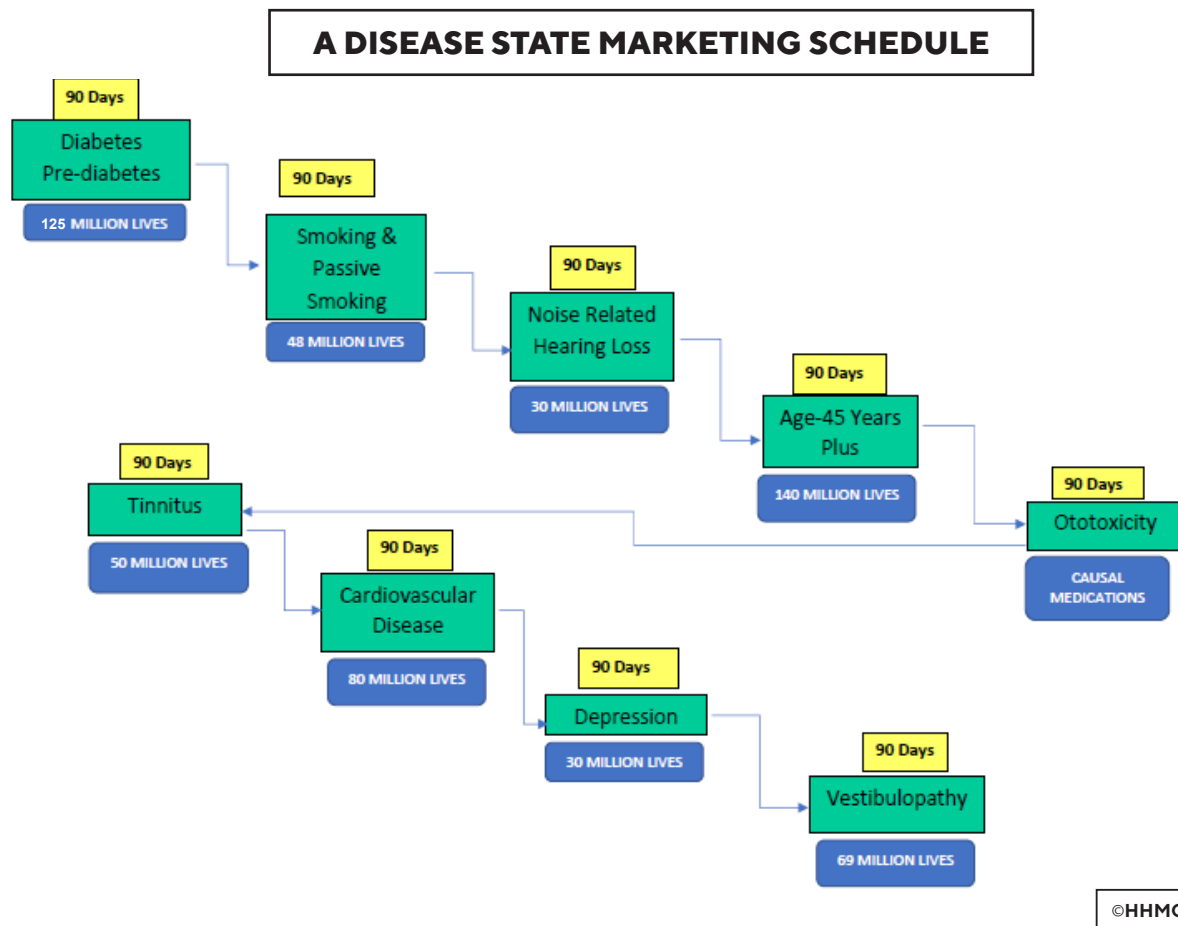 A DISEASE STATE MARKETING SCHEDULE
90 Days
Diabetes
Pre-diabetes
125 MILLION LIVES
90 Days
Smoking &
Passive
Smoking
48 MILLION LIVES
90 Days
Noise Related
Hearing Loss
30 MILLION LIVES
90 Days
Age-45 Years
Plus
140 MILLION LIVES
90 Days
Ototoxicity
CAUSAL
MEDICATIONS
90 Days
Tinnitus
50 MILLION LIVES
90 Days
Cardiovascular
Disease
80 MILLION LIVES
90 Days
Depression
30 MILLION LIVES
90 Days
Vestibulopathy
69 MILLION LIVES